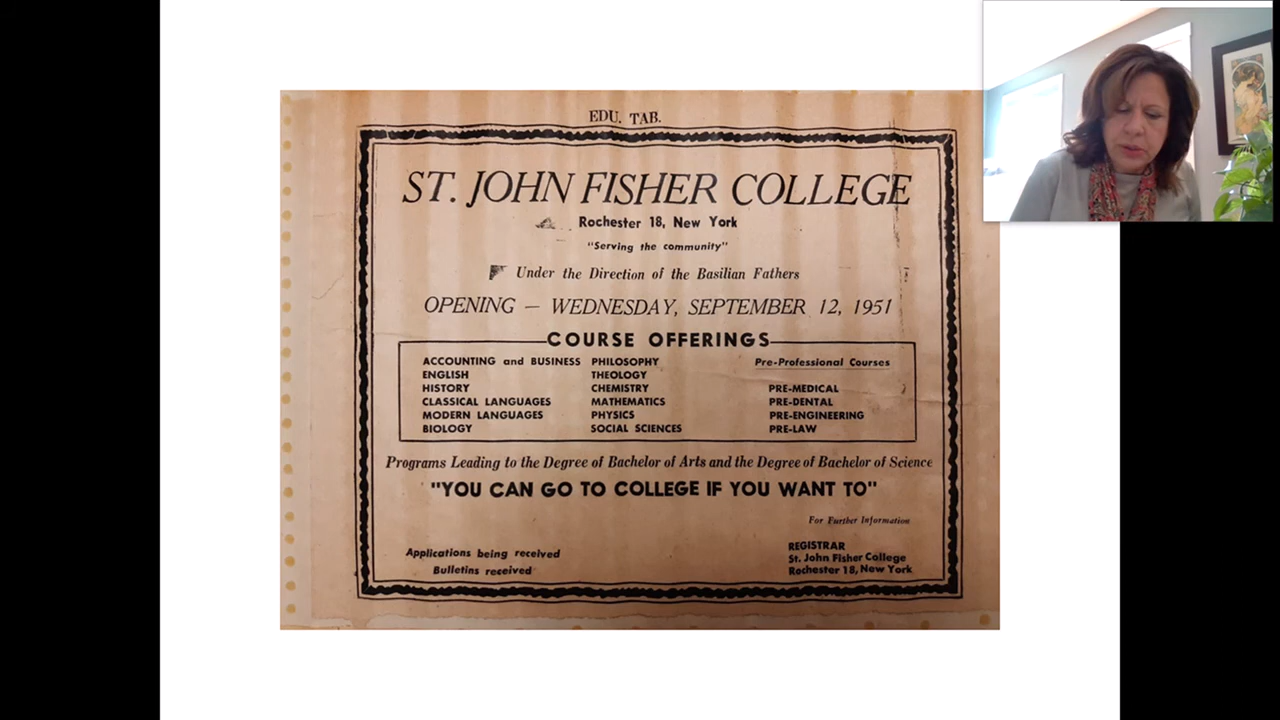 EDU. TAB.
ST. JOHN FISHER COLLEGE
Rochester 18, New York
"Serving the community"
Under the Direction of the Basilian Fathers
OPENING — WEDNESDAY, SEPTEMBER 12, 1951
COURSE OFFERINGS
ACCOUNTING and BUSINESS
ENGLISH
HISTORY
CLASSICAL LANGUAGES
MODERN LANGUAGES
BIOLOGY
PHILOSOPHY
THEOLOGY
CHEMISTRY
MATHEMATICS
PHYSICS
SOCIAL SCIENCES
Pre-Professional Courses
PRE-MEDICAL
PRE-DENTAL
PRE-ENGINEERING
PRE-LAW
Programs Leading to the Degree of Bachelor of Arts and the Degree of Bachelor of Science
"YOU CAN GO TO COLLEGE IF YOU WANT TO"
Applications being received
Bulletins received
For Further Information
REGISTRAR
St. John Fisher College
Rochester 18, New York